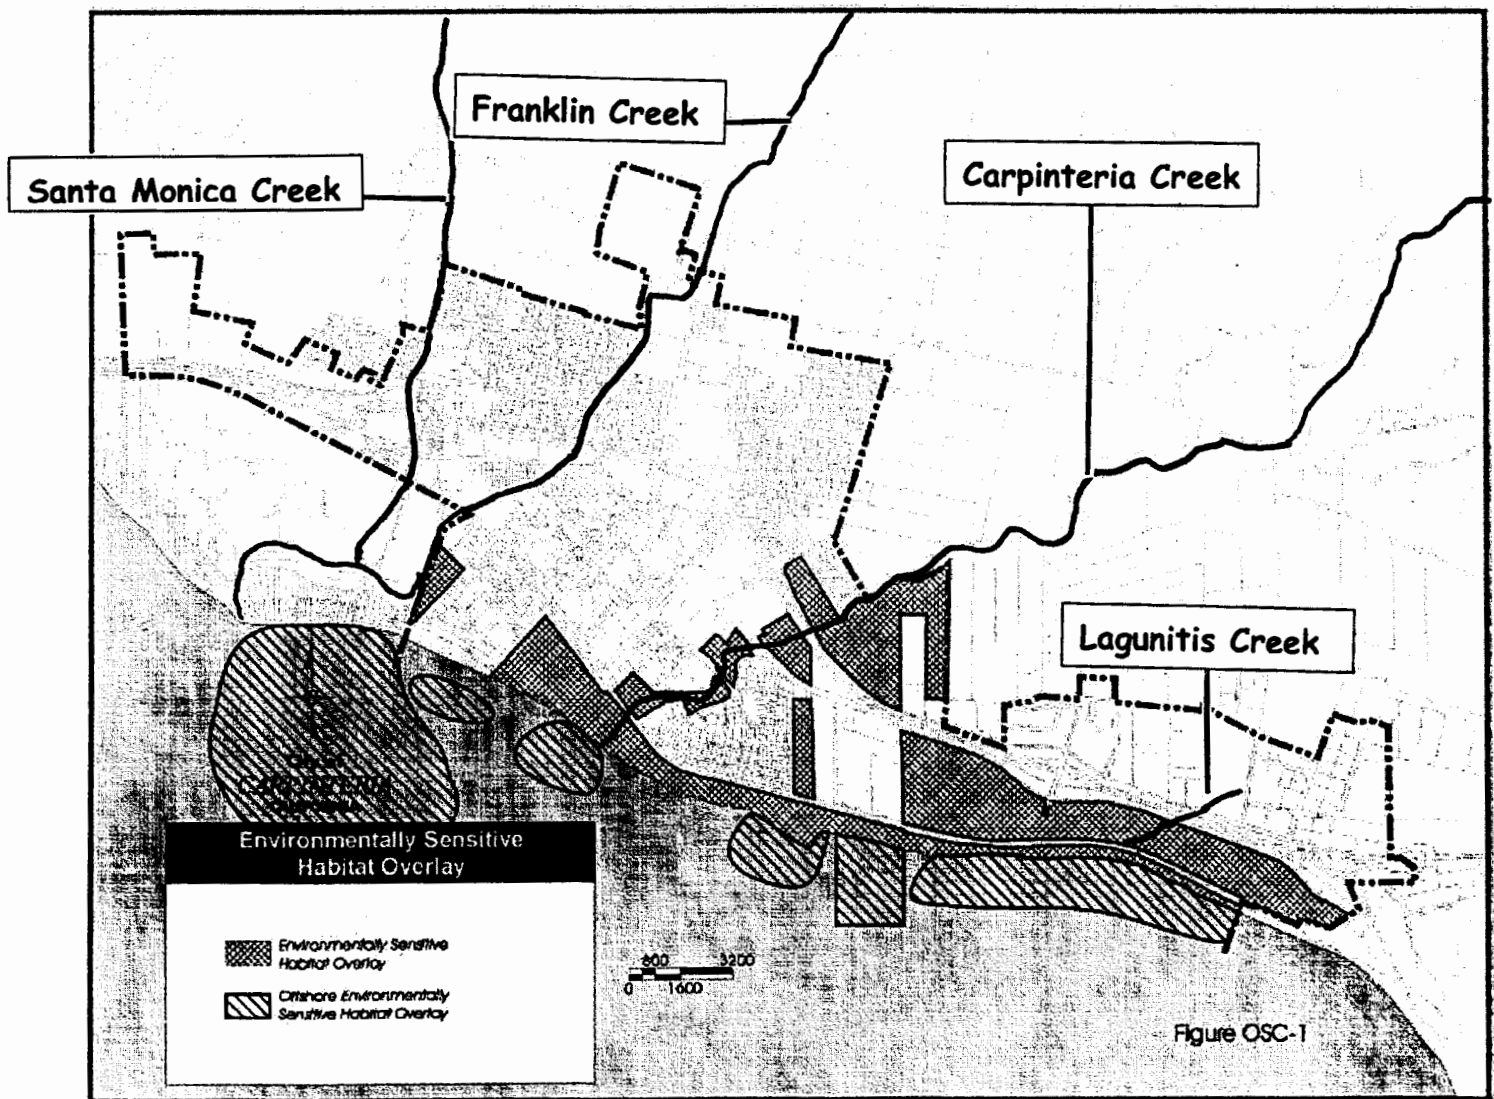 Franklin Creek
Santa Monica Creek
Carpinteria Creek
Lagunitis Creek
CARPINTERIA
Environmentally Sensitive
Habitat Overlay
Environmentally Sensitive
Habitat Overlay
Offshore Environmentally
Sensitive Habitat Overlay
800 3200
0 1600
Figure OSC-1